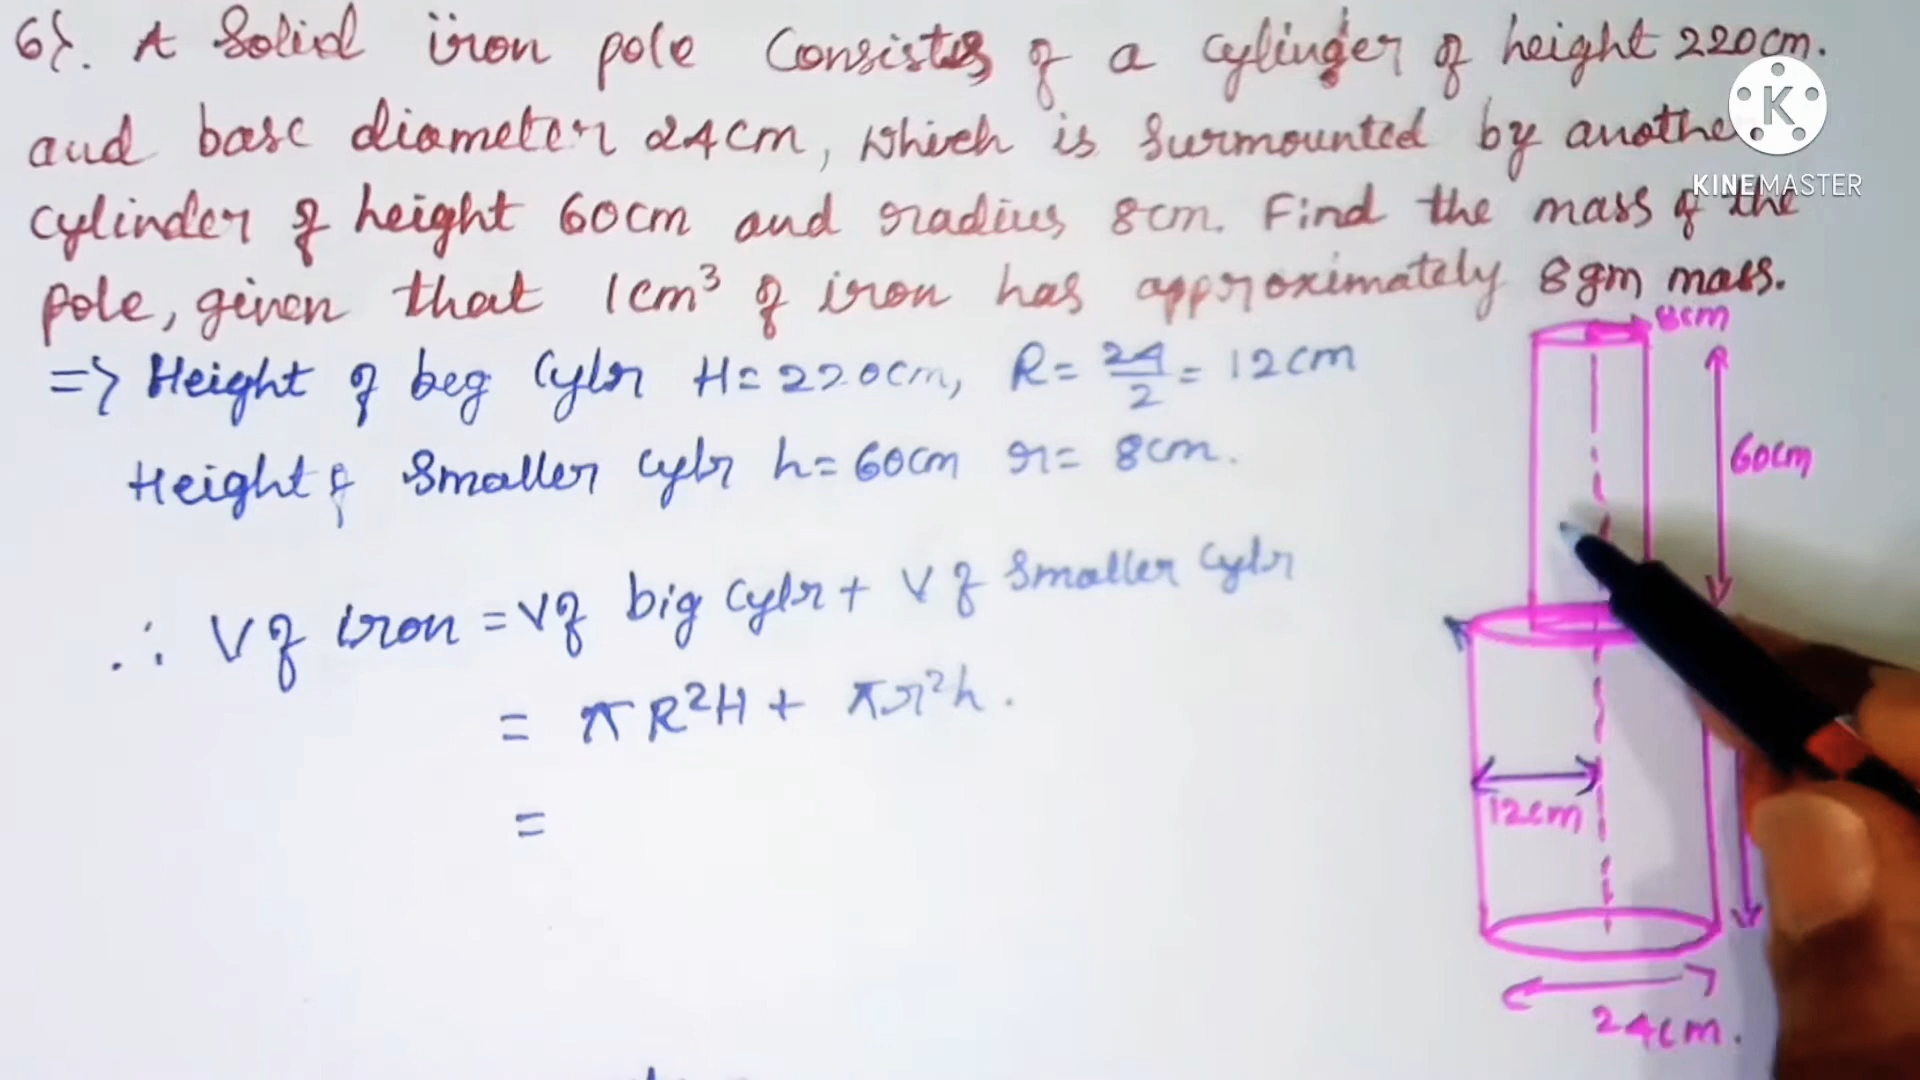 6}. A Solid iron pole Consists of a cylinder of height 220cm.
and base diameter 24cm, which is surmounted by another
cylinder of height 60cm and radius 8cm. Find the mass of the
pole, given that 1cm³ of iron has approximately 8gm mass.
=> Height of beg Cylr H = 220cm, R = 24/2 = 12cm
Height of Smaller Cylr h = 60cm r = 8cm.
∴ V of iron = V of big Cylr + V of Smaller Cylr
= πR²H + πr²h.
=
8cm
60cm
12cm
24cm.
KINEMASTER